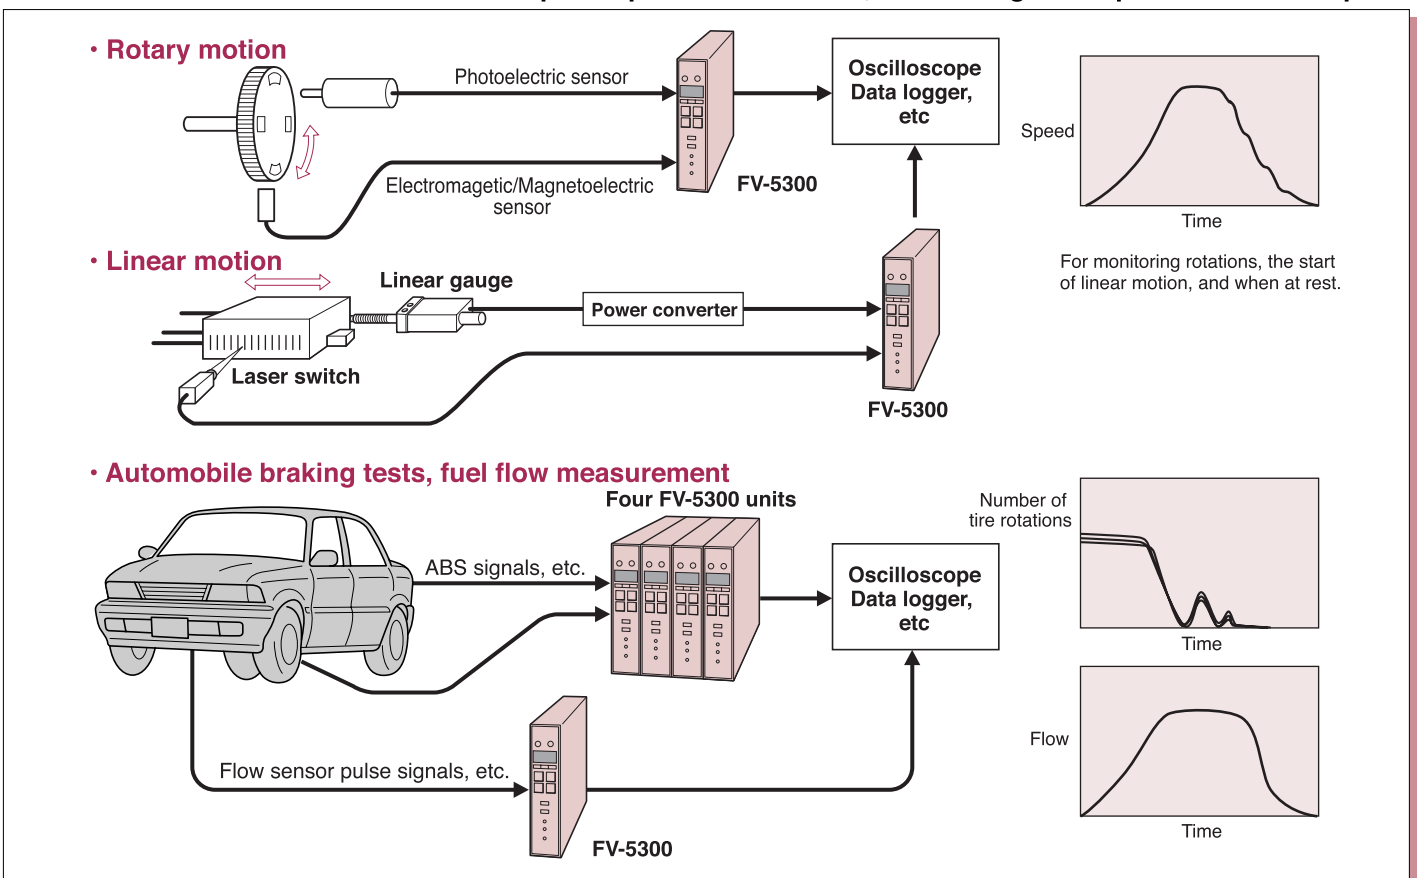 · Rotary motion
Photoelectric sensor
Electromagetic/Magnetoelectric
sensor
FV-5300
Oscilloscope
Data logger,
etc
Speed
Time
For monitoring rotations, the start
of linear motion, and when at rest.
· Linear motion
Linear gauge
Power converter
Laser switch
FV-5300
· Automobile braking tests, fuel flow measurement
Four FV-5300 units
ABS signals, etc.
Oscilloscope
Data logger,
etc
Number of
tire rotations
Time
Flow sensor pulse signals, etc.
FV-5300
Flow
Time